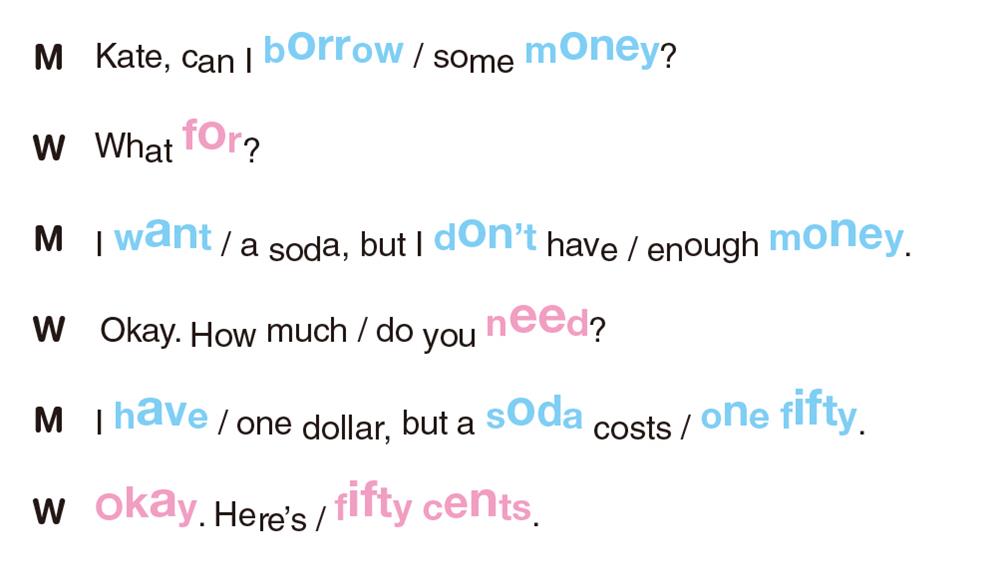 M Kate, can I borrow / some money?
W What for?
M I want / a soda, but I don't have / enough money.
W Okay. How much / do you need?
M I have / one dollar, but a soda costs / one fifty.
W Okay. Here's / fifty cents.